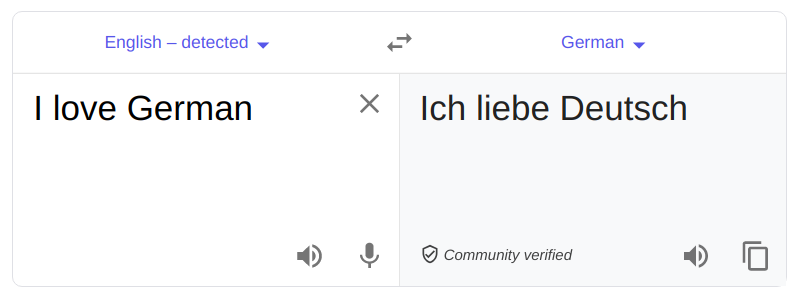 English – detected
German
I love German
Ich liebe Deutsch
Community verified